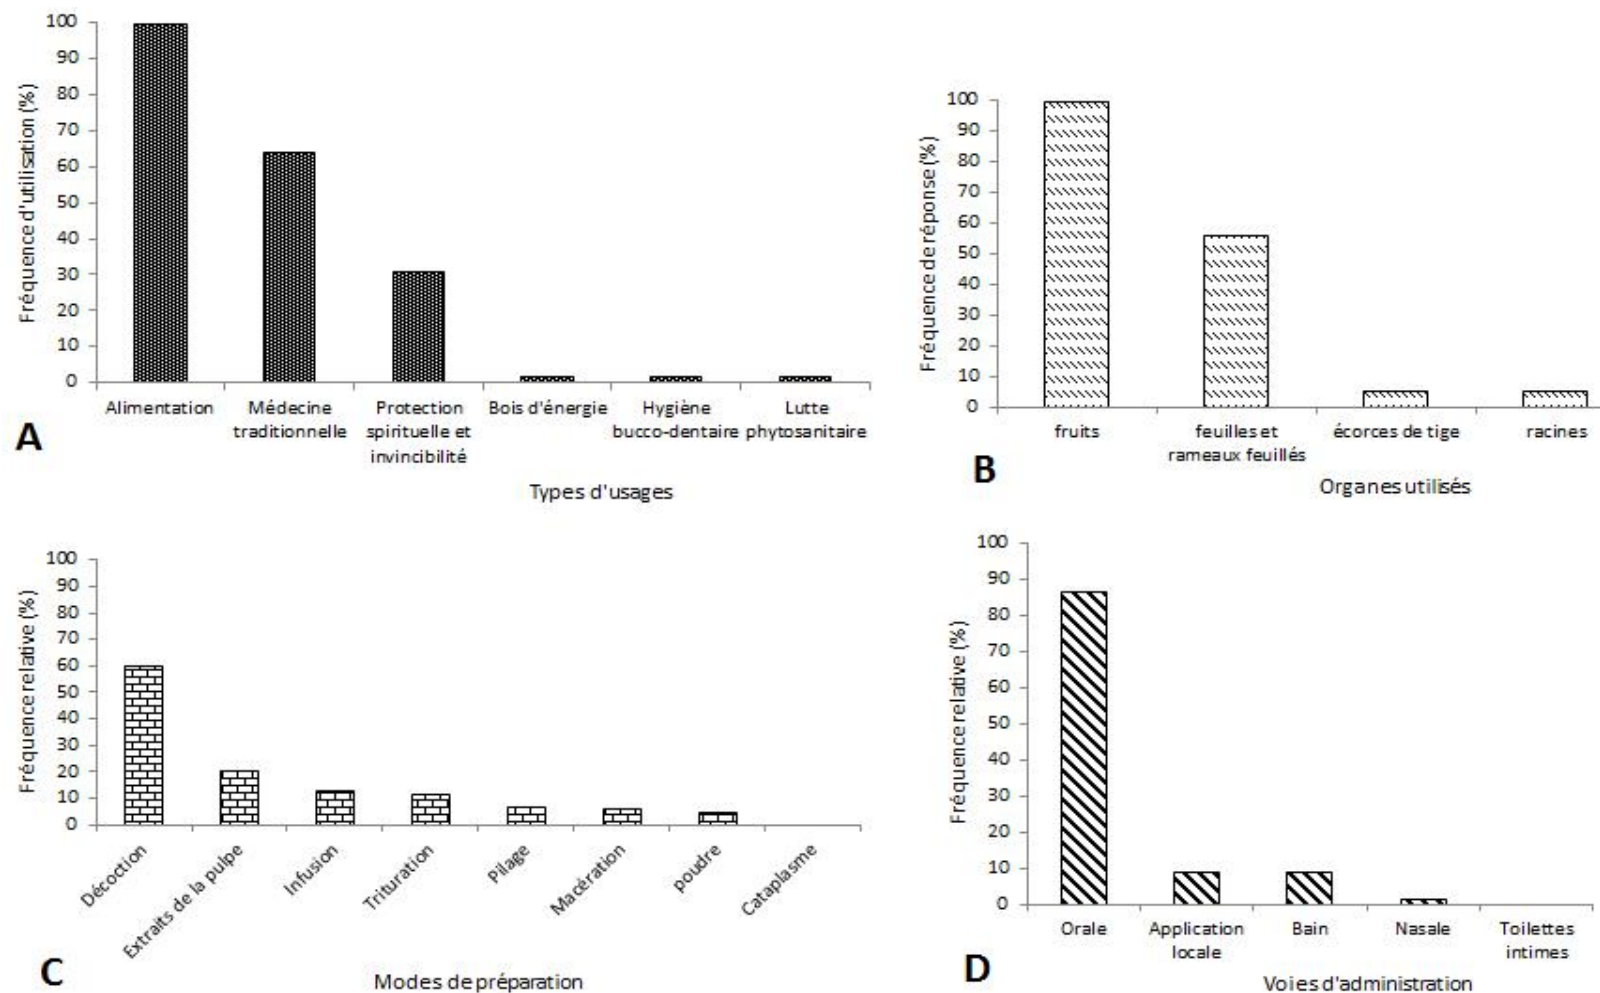 Fréquence d'utilisation (%)
100
90
80
70
60
50
40
30
20
10
0
Alimentation
Médecine
traditionnelle
Protection
spirituelle et
invincibilité
Bois d'énergie
Hygiène
bucco-dentaire
Lutte
phytosanitaire
A
Types d'usages
Fréquence de réponse (%)
100
90
80
70
60
50
40
30
20
10
0
fruits
feuilles et
rameaux feuillés
écorces de tige
racines
B
Organes utilisés
Fréquence relative (%)
100
90
80
70
60
50
40
30
20
10
0
Décoction
Extraits de la pulpe
Infusion
Trituration
Pilage
Macération
poudre
Cataplasme
C
Modes de préparation
Fréquence relative (%)
100
90
80
70
60
50
40
30
20
10
0
Orale
Application
locale
Bain
Nasale
Toilettes
intimes
D
Voies d'administration